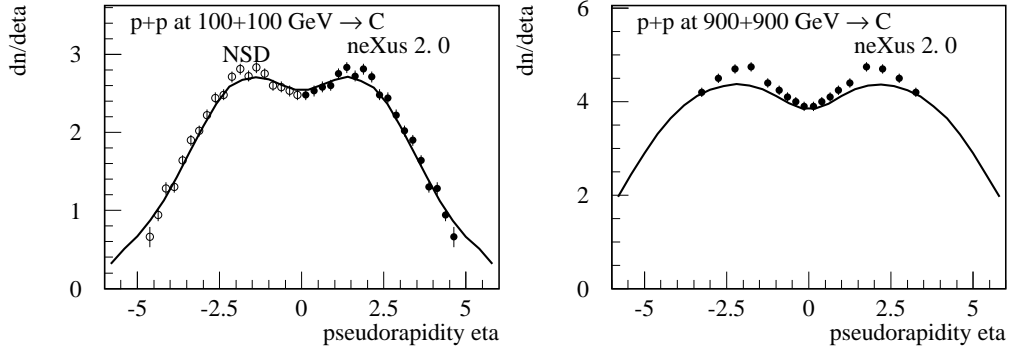 p+p at 100+100 GeV → C
NSD
neXus 2. 0
dn/deta
3
2
1
0
-5
-2.5
0
2.5
5
pseudorapidity eta
p+p at 900+900 GeV → C
neXus 2. 0
dn/deta
6
4
2
0
-5
-2.5
0
2.5
5
pseudorapidity eta